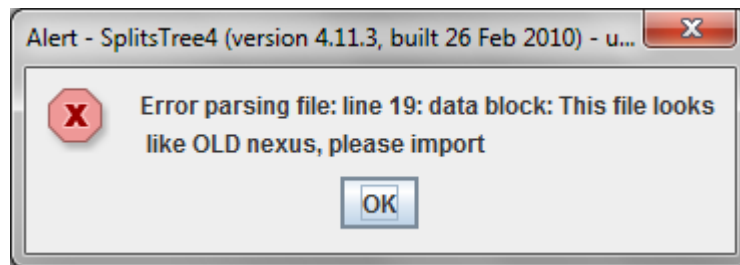 Alert - SplitsTree4 (version 4.11.3, built 26 Feb 2010) - u...
Error parsing file: line 19: data block: This file looks
like OLD nexus, please import
OK